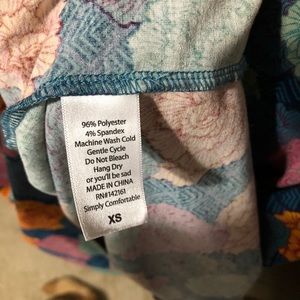 96% Polyester
4% Spandex
Machine Wash Cold
Gentle Cycle
Do Not Bleach
Hang Dry
or you'll be sad
MADE IN CHINA
RN#142161
Simply Comfortable
XS